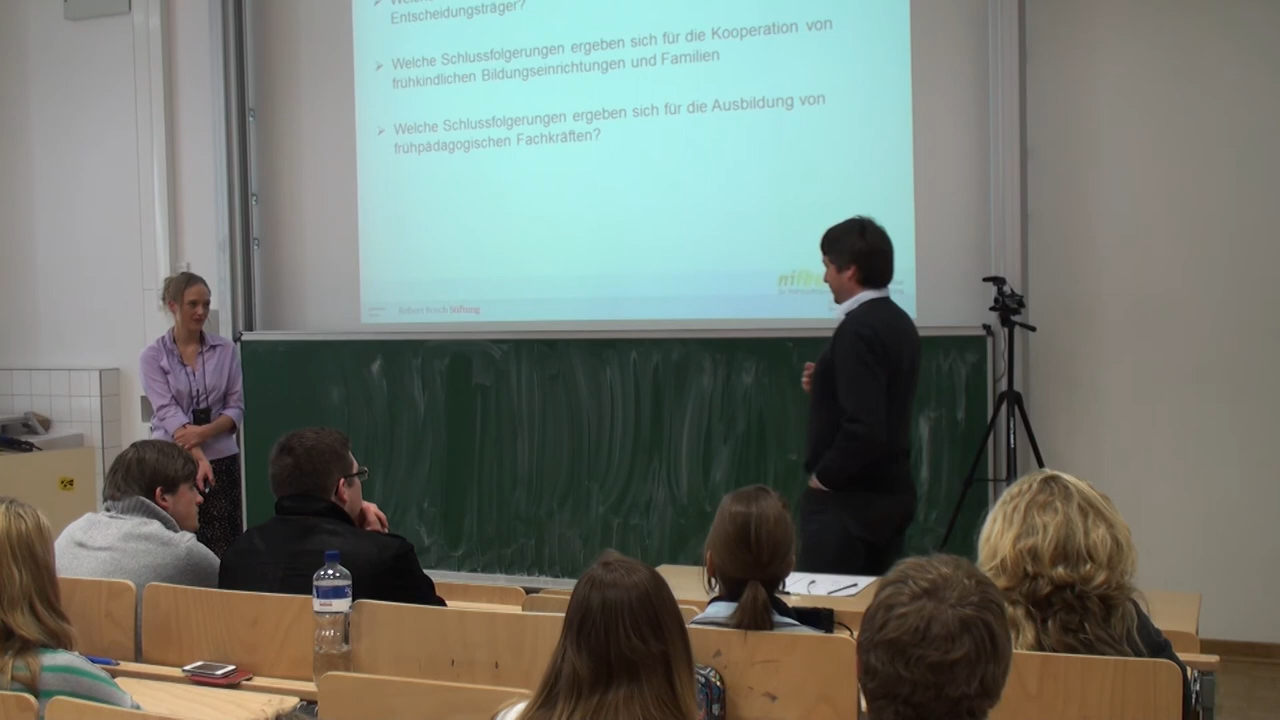 Entscheidungsträger?
Welche Schlussfolgerungen ergeben sich für die Kooperation von
frühkindlichen Bildungseinrichtungen und Familien
Welche Schlussfolgerungen ergeben sich für die Ausbildung von
frühpädagogischen Fachkräften?
Robert Bosch Stiftung